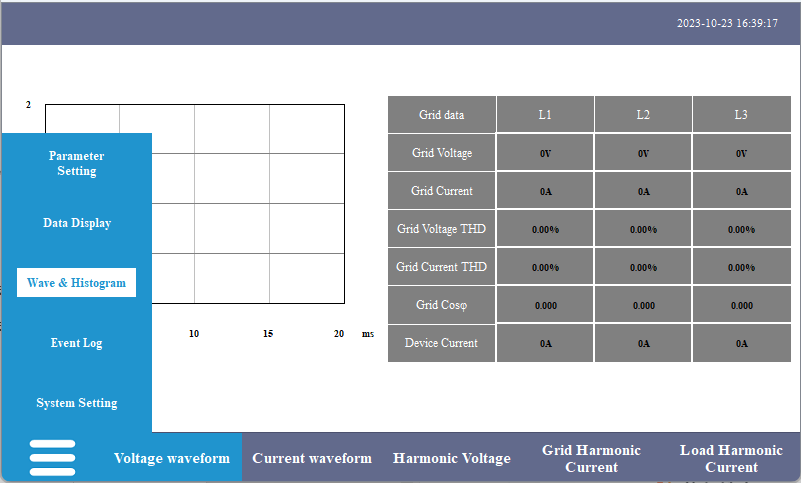 2023-10-23 16:39:17
2
Parameter
Setting
Data Display
Wave & Histogram
Event Log
System Setting
10 15 20 ms
Grid data L1 L2 L3
Grid Voltage 0V 0V 0V
Grid Current 0A 0A 0A
Grid Voltage THD 0.00% 0.00% 0.00%
Grid Current THD 0.00% 0.00% 0.00%
Grid Cosφ 0.000 0.000 0.000
Device Current 0A 0A 0A
Voltage waveform
Current waveform
Harmonic Voltage
Grid Harmonic
Current
Load Harmonic
Current